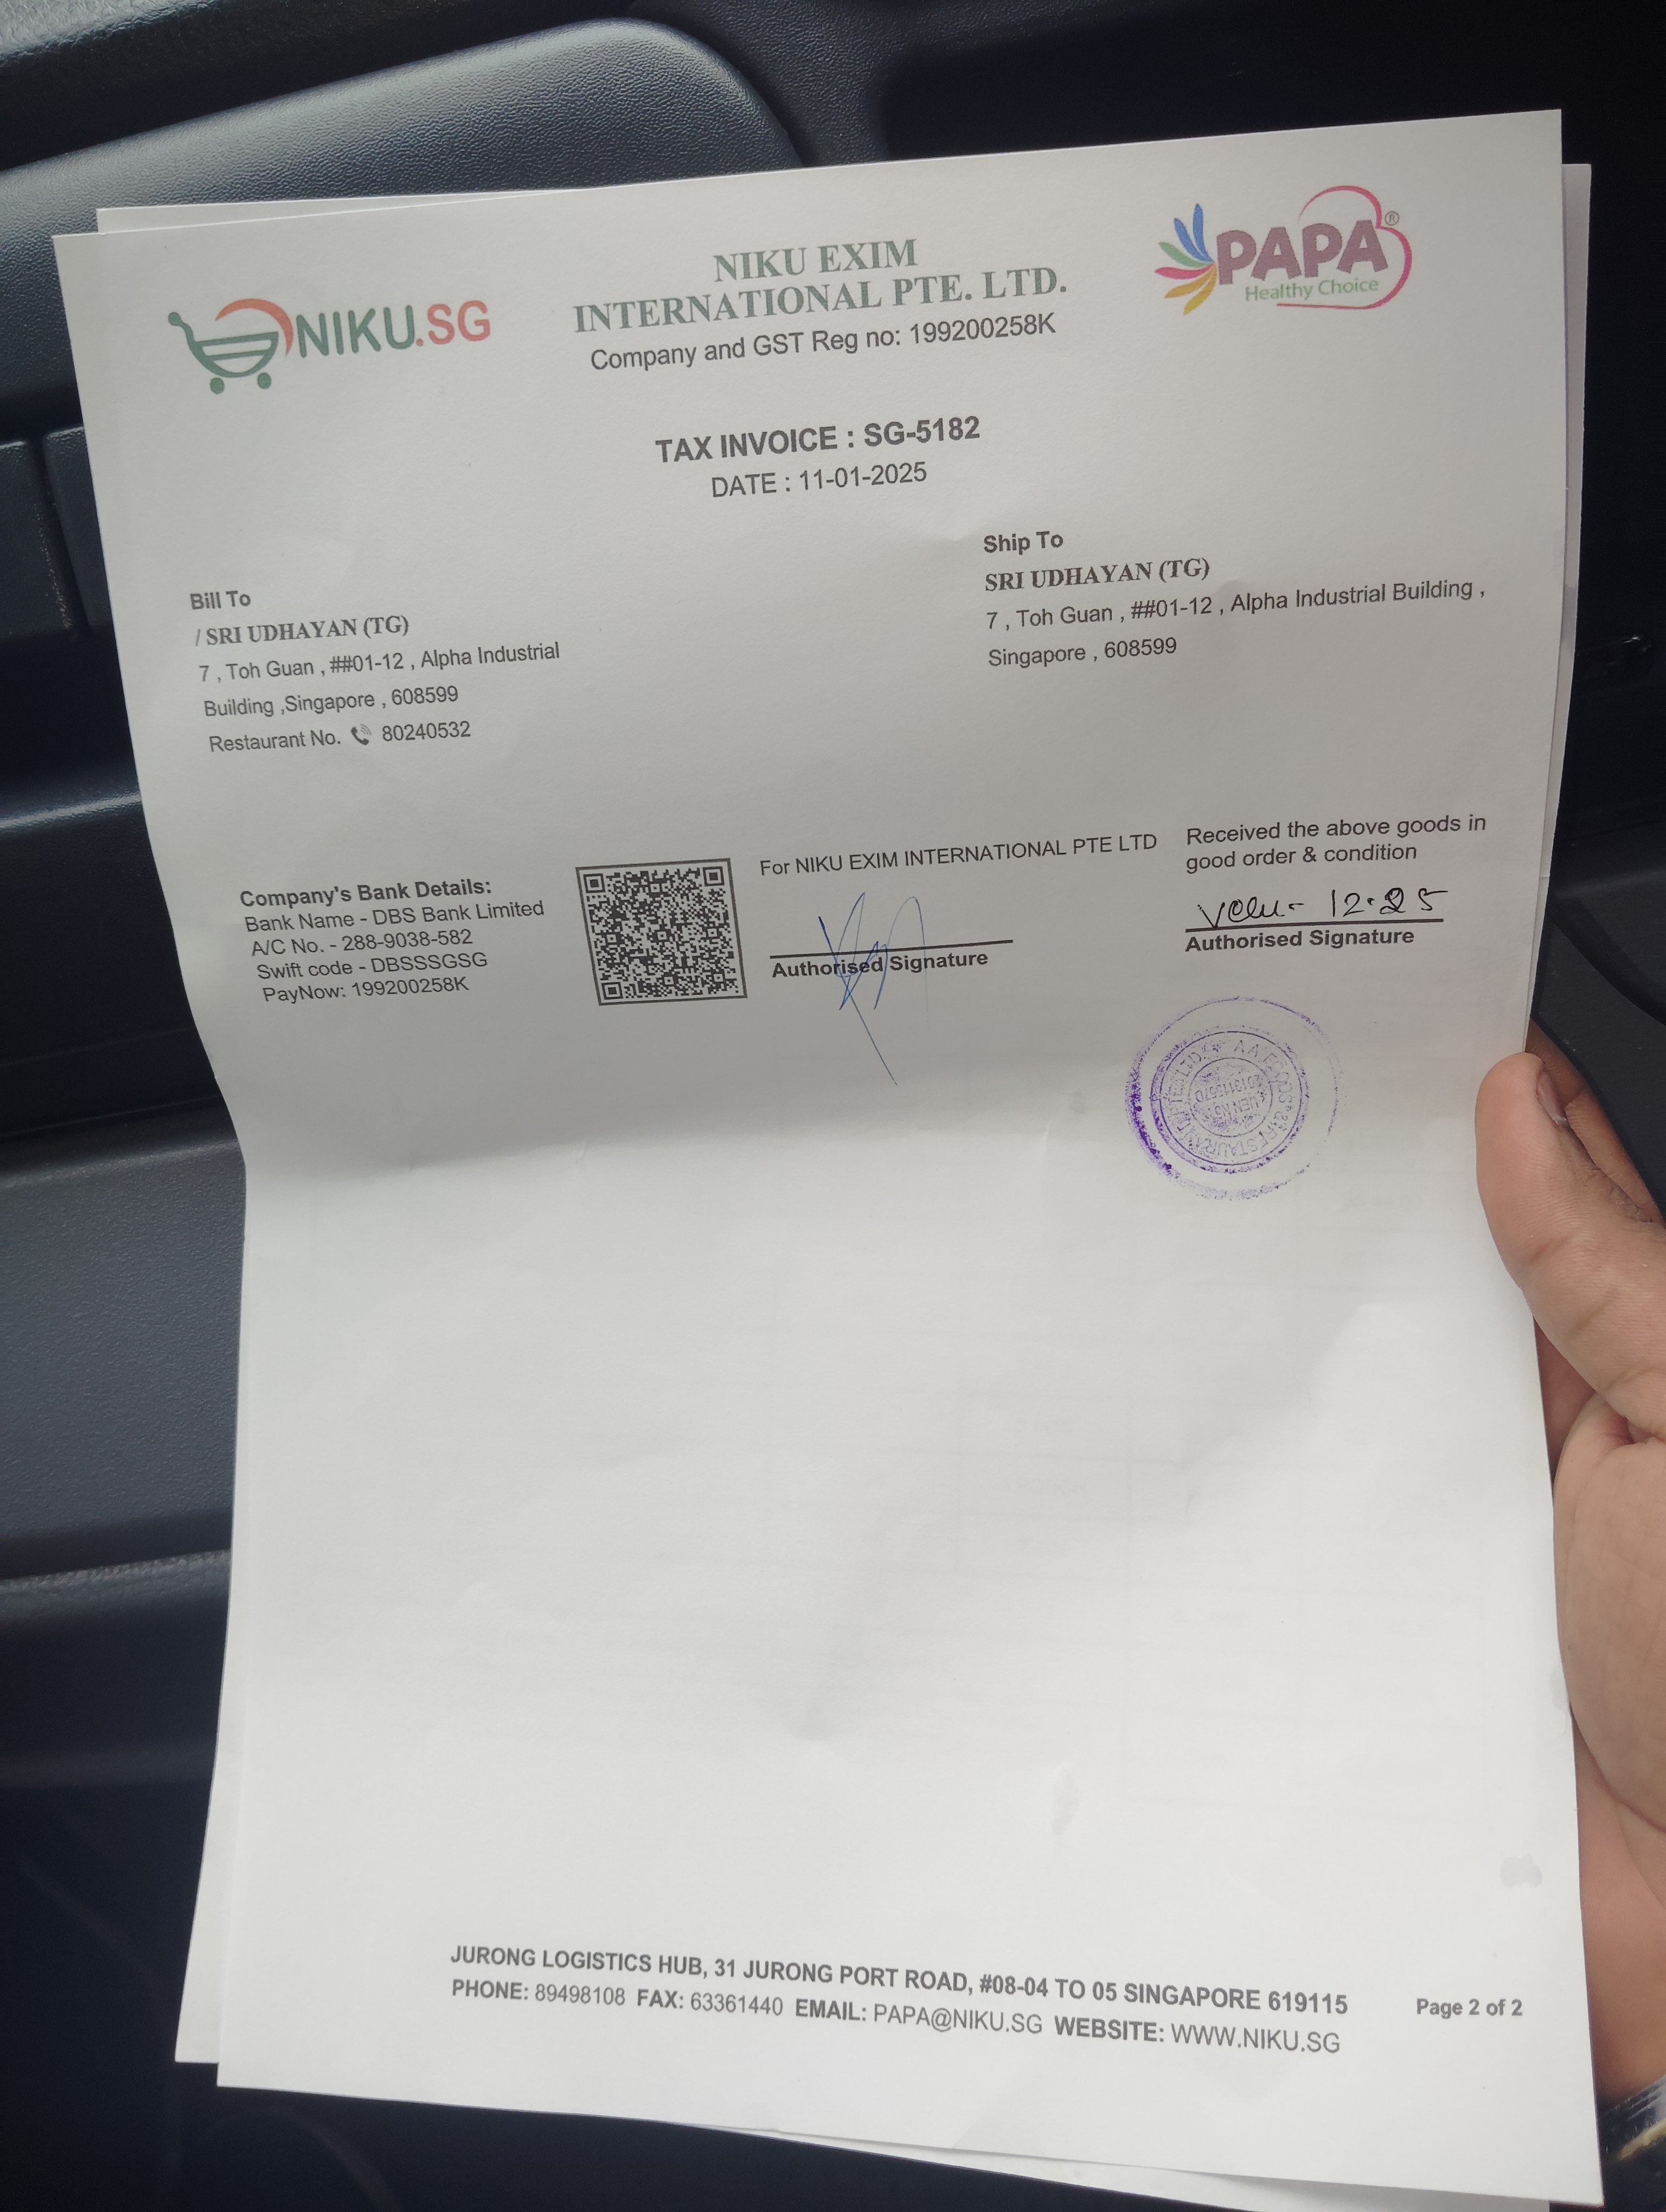 NIKU.SG
NIKU EXIM
INTERNATIONAL PTE. LTD.
Company and GST Reg no: 199200258K
PAPA®
Healthy Choice
TAX INVOICE : SG-5182
DATE : 11-01-2025
Bill To
/ SRI UDHAYAN (TG)
7 , Toh Guan , ##01-12 , Alpha Industrial
Building ,Singapore , 608599
Restaurant No. 80240532
Ship To
SRI UDHAYAN (TG)
7 , Toh Guan , ##01-12 , Alpha Industrial Building ,
Singapore , 608599
Company's Bank Details:
Bank Name - DBS Bank Limited
A/C No. - 288-9038-582
Swift code - DBSSSGSG
PayNow: 199200258K
For NIKU EXIM INTERNATIONAL PTE LTD
Authorised Signature
Received the above goods in
good order & condition
Velu- 12.25
Authorised Signature
RESTAURANT PTE LTD
JURONG LOGISTICS HUB, 31 JURONG PORT ROAD, #08-04 TO 05 SINGAPORE 619115
PHONE: 89498108 FAX: 63361440 EMAIL: PAPA@NIKU.SG WEBSITE: WWW.NIKU.SG
Page 2 of 2